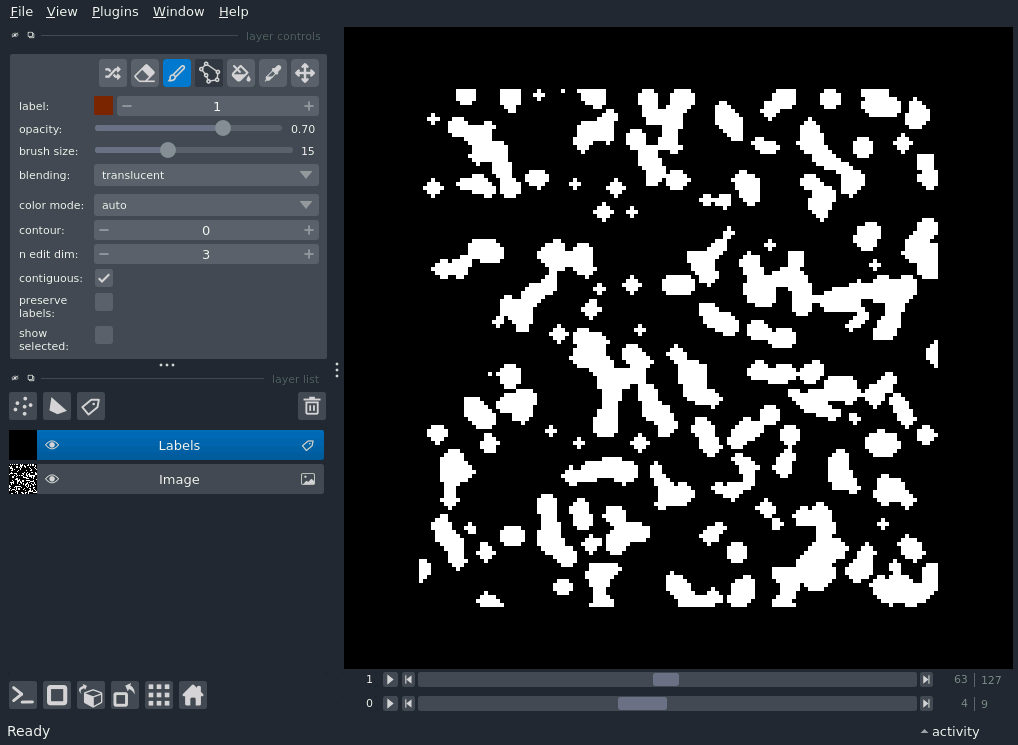 File View Plugins Window Help
layer controls
label: 1
opacity: 0.70
brush size: 15
blending: translucent
color mode: auto
contour: 0
n edit dim: 3
contiguous:
preserve
labels:
show
selected:
layer list
Labels
Image
1 63 127
0 4 9
Ready activity